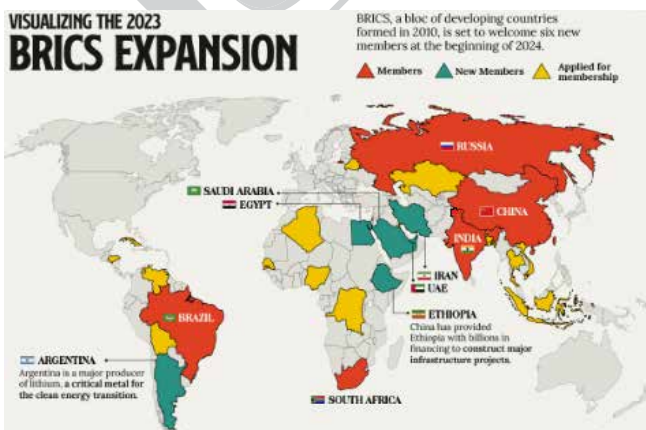 VISUALIZING THE 2023
BRICS EXPANSION
BRICS, a bloc of developing countries
formed in 2010, is set to welcome six new
members at the beginning of 2024.
Members
New Members
Applied for
membership
RUSSIA
SAUDI ARABIA
EGYPT
CHINA
INDIA
IRAN
UAE
BRAZIL
ETHIOPIA
China has provided
Ethiopia with billions in
financing to construct major
infrastructure projects.
ARGENTINA
Argentina is a major producer
of lithium, a critical metal for
the clean energy transition.
SOUTH AFRICA